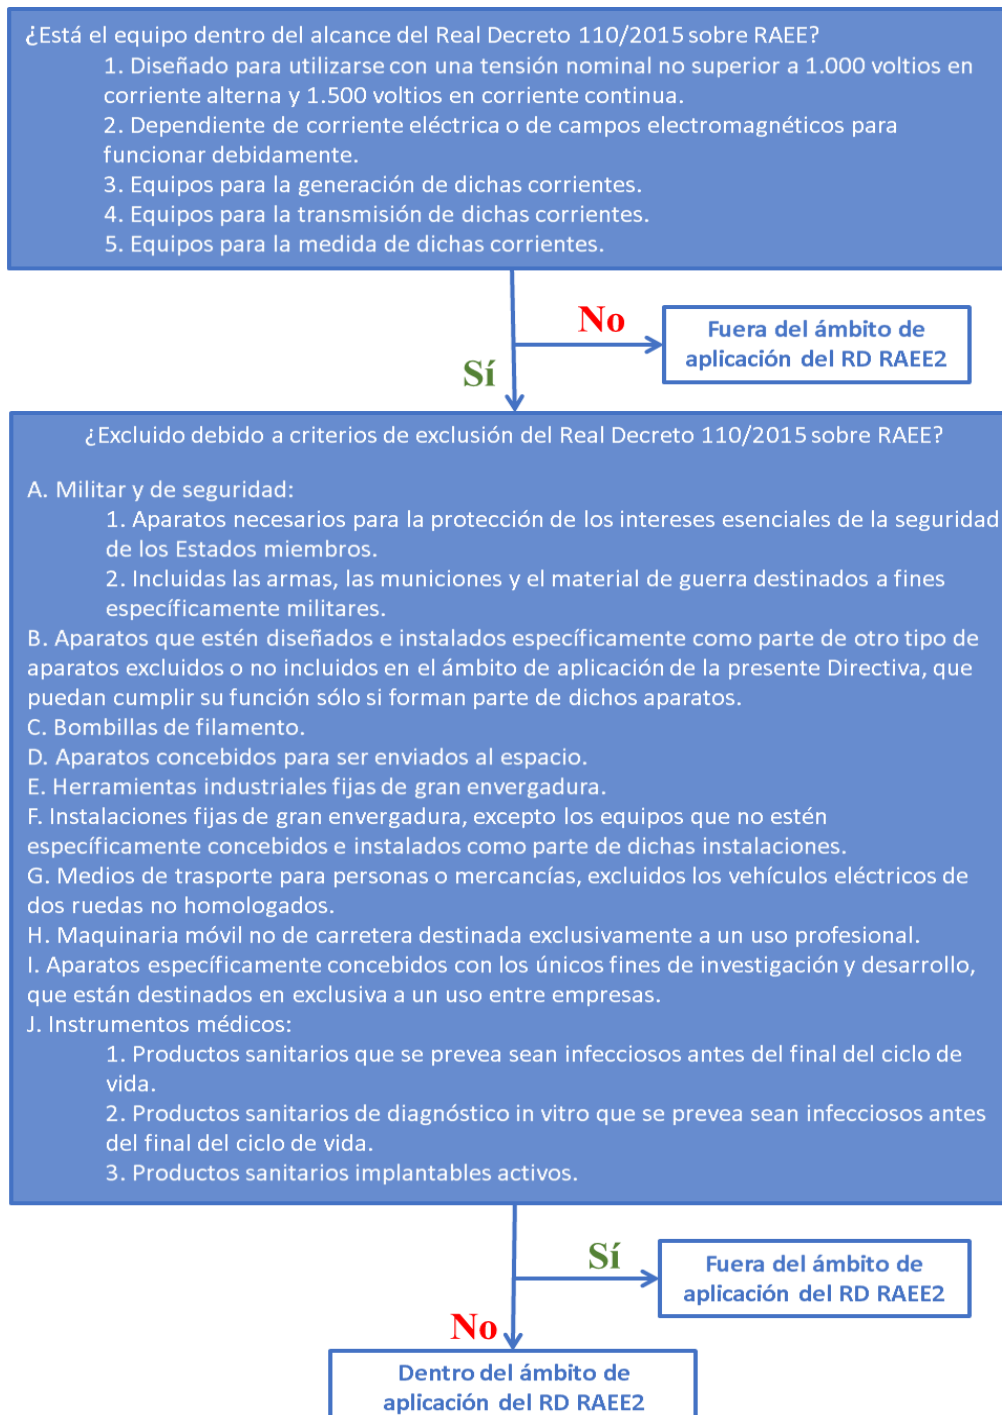 ¿Está el equipo dentro del alcance del Real Decreto 110/2015 sobre RAEE?
1. Diseñado para utilizarse con una tensión nominal no superior a 1.000 voltios en
corriente alterna y 1.500 voltios en corriente continua.
2. Dependiente de corriente eléctrica o de campos electromagnéticos para
funcionar debidamente.
3. Equipos para la generación de dichas corrientes.
4. Equipos para la transmisión de dichas corrientes.
5. Equipos para la medida de dichas corrientes.
No
Fuera del ámbito de
aplicación del RD RAEE2
Sí
¿Excluido debido a criterios de exclusión del Real Decreto 110/2015 sobre RAEE?
A. Militar y de seguridad:
1. Aparatos necesarios para la protección de los intereses esenciales de la seguridad
de los Estados miembros.
2. Incluidas las armas, las municiones y el material de guerra destinados a fines
específicamente militares.
B. Aparatos que estén diseñados e instalados específicamente como parte de otro tipo de
aparatos excluidos o no incluidos en el ámbito de aplicación de la presente Directiva, que
puedan cumplir su función sólo si forman parte de dichos aparatos.
C. Bombillas de filamento.
D. Aparatos concebidos para ser enviados al espacio.
E. Herramientas industriales fijas de gran envergadura.
F. Instalaciones fijas de gran envergadura, excepto los equipos que no estén
específicamente concebidos e instalados como parte de dichas instalaciones.
G. Medios de trasporte para personas o mercancías, excluidos los vehículos eléctricos de
dos ruedas no homologados.
H. Maquinaria móvil no de carretera destinada exclusivamente a un uso profesional.
I. Aparatos específicamente concebidos con los únicos fines de investigación y desarrollo,
que están destinados en exclusiva a un uso entre empresas.
J. Instrumentos médicos:
1. Productos sanitarios que se prevea sean infecciosos antes del final del ciclo de
vida.
2. Productos sanitarios de diagnóstico in vitro que se prevea sean infecciosos antes
del final del ciclo de vida.
3. Productos sanitarios implantables activos.
Sí
Fuera del ámbito de
aplicación del RD RAEE2
No
Dentro del ámbito de
aplicación del RD RAEE2